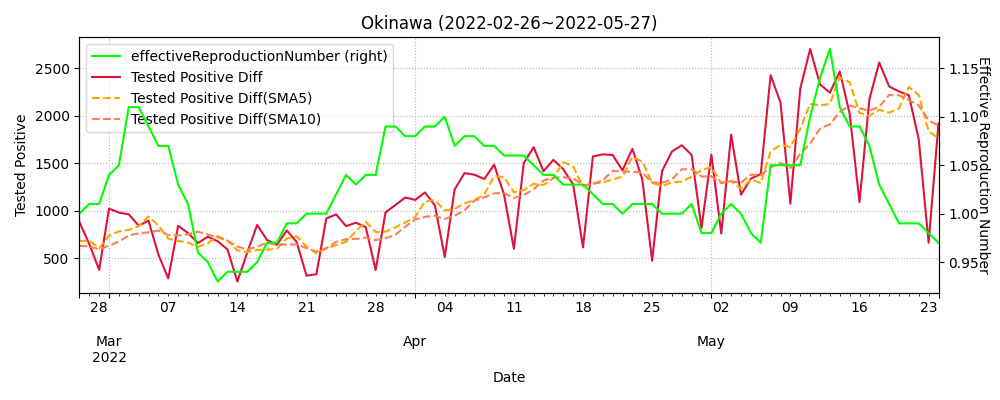 Okinawa (2022-02-26~2022-05-27)
effectiveReproductionNumber (right)
Tested Positive Diff
Tested Positive Diff(SMA5)
Tested Positive Diff(SMA10)
Tested Positive
2500
2000
1500
1000
500
Effective Reproduction Number
1.15
1.10
1.05
1.00
0.95
28 07 14 21 28 04 11 18 25 02 09 16 23
Mar Apr May
2022
Date